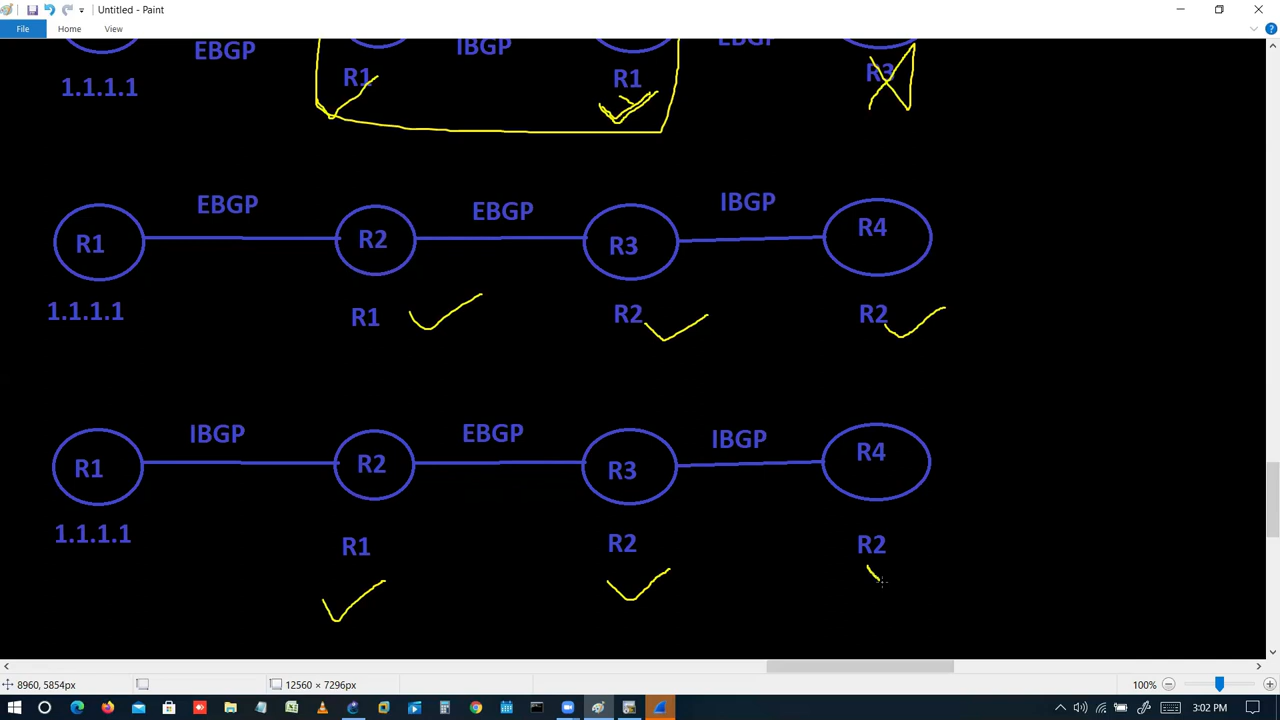 Untitled - Paint
File Home View
EBGP IBGP EBGP
1.1.1.1 R1 R1 R3
EBGP EBGP IBGP
R1 R2 R3 R4
1.1.1.1 R1 R2 R2
IBGP EBGP IBGP
R1 R2 R3 R4
1.1.1.1 R1 R2 R2
8960, 5854px 12560 × 7296px 100%
3:02 PM